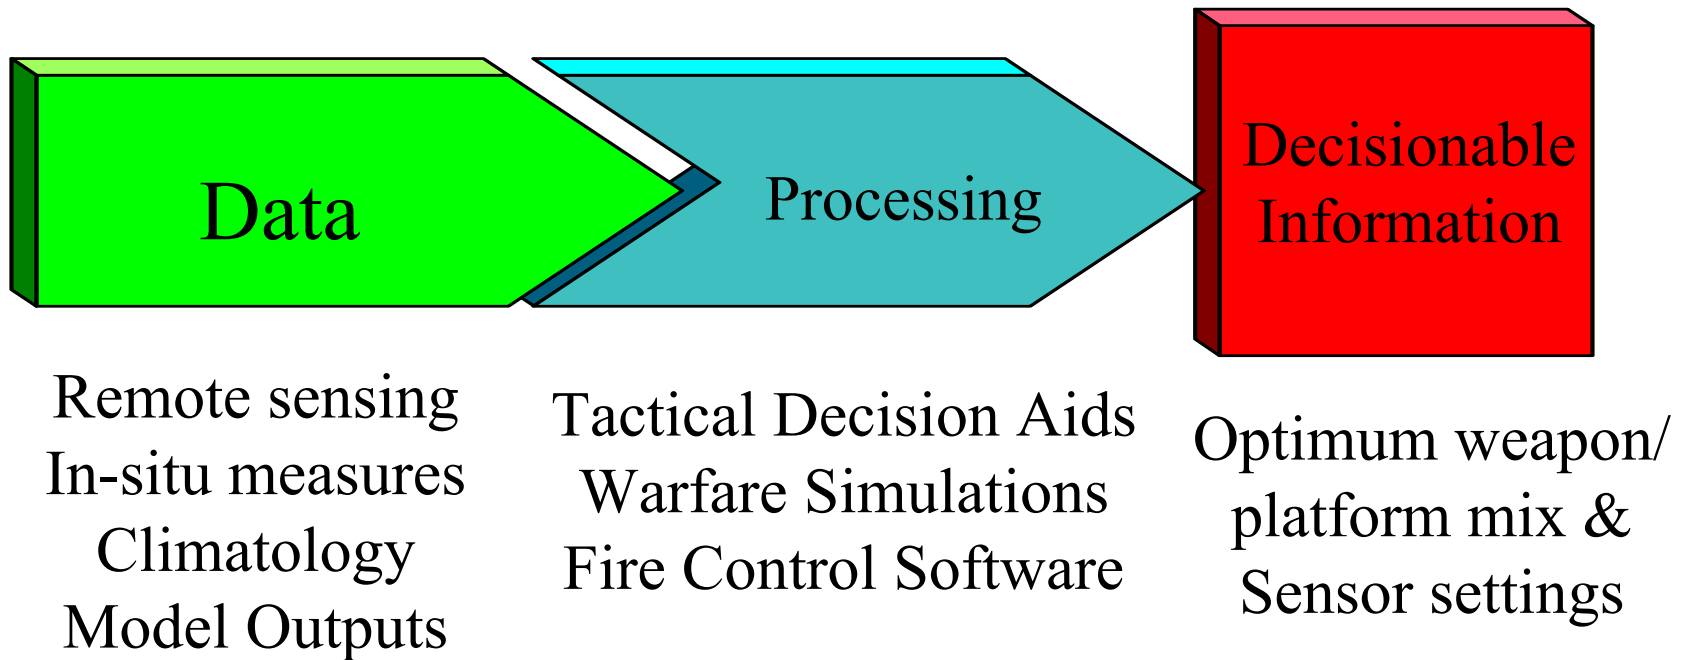 Data
Processing
Decisionable
Information
Remote sensing
In-situ measures
Climatology
Model Outputs
Tactical Decision Aids
Warfare Simulations
Fire Control Software
Optimum weapon/
platform mix &
Sensor settings